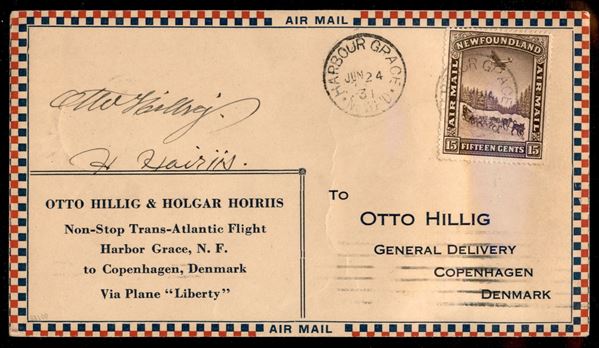 AIR MAIL
HARBOUR GRACE
JUN 24
31
NEWFOUNDLAND
AIR MAIL
AIR MAIL
15 FIFTEEN CENTS 15
Otto Hillig
H Hoiriis.
OTTO HILLIG & HOLGAR HOIRIIS
Non-Stop Trans-Atlantic Flight
Harbor Grace, N. F.
to Copenhagen, Denmark
Via Plane "Liberty"
To
OTTO HILLIG
GENERAL DELIVERY
COPENHAGEN
DENMARK
AIR MAIL